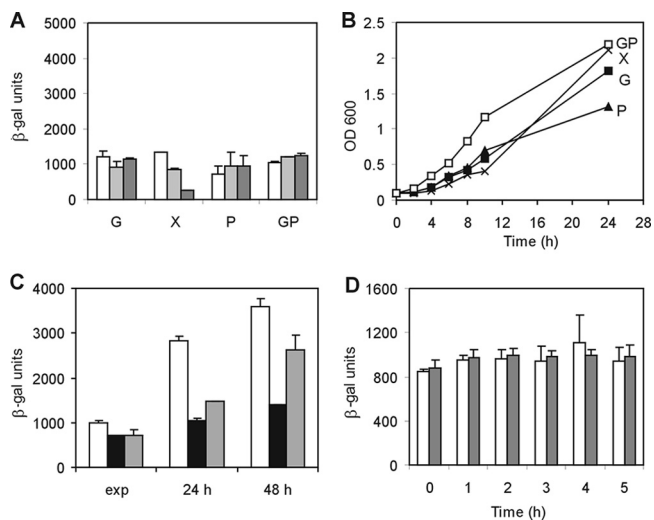 A
β-gal units
5000
4000
3000
2000
1000
0
G X P GP
B
OD 600
2.5
2
1.5
1
0.5
0
GP
X
G
P
0 4 8 12 16 20 24 28
Time (h)
C
β-gal units
4000
3000
2000
1000
0
exp 24 h 48 h
D
β-gal units
1600
1200
800
400
0
0 1 2 3 4 5
Time (h)